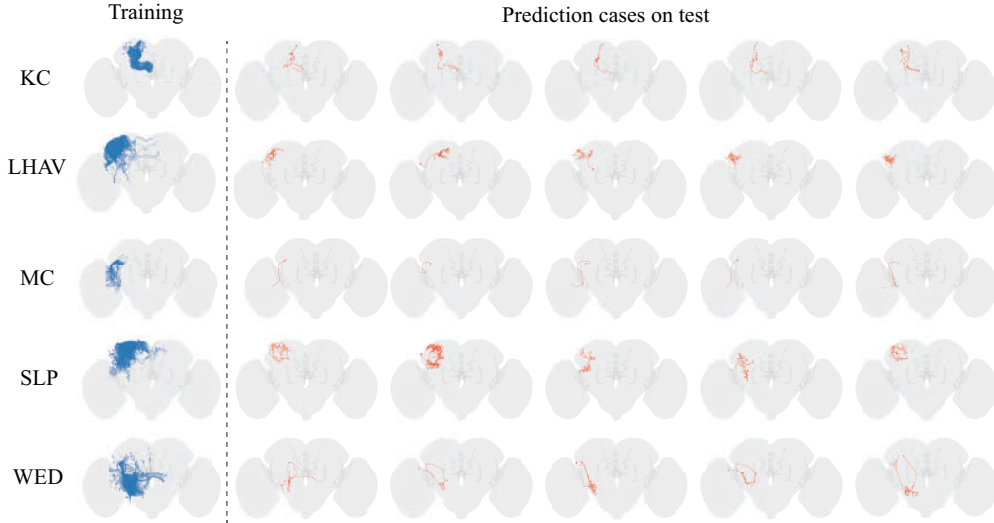 Training
Prediction cases on test
KC
LHAV
MC
SLP
WED